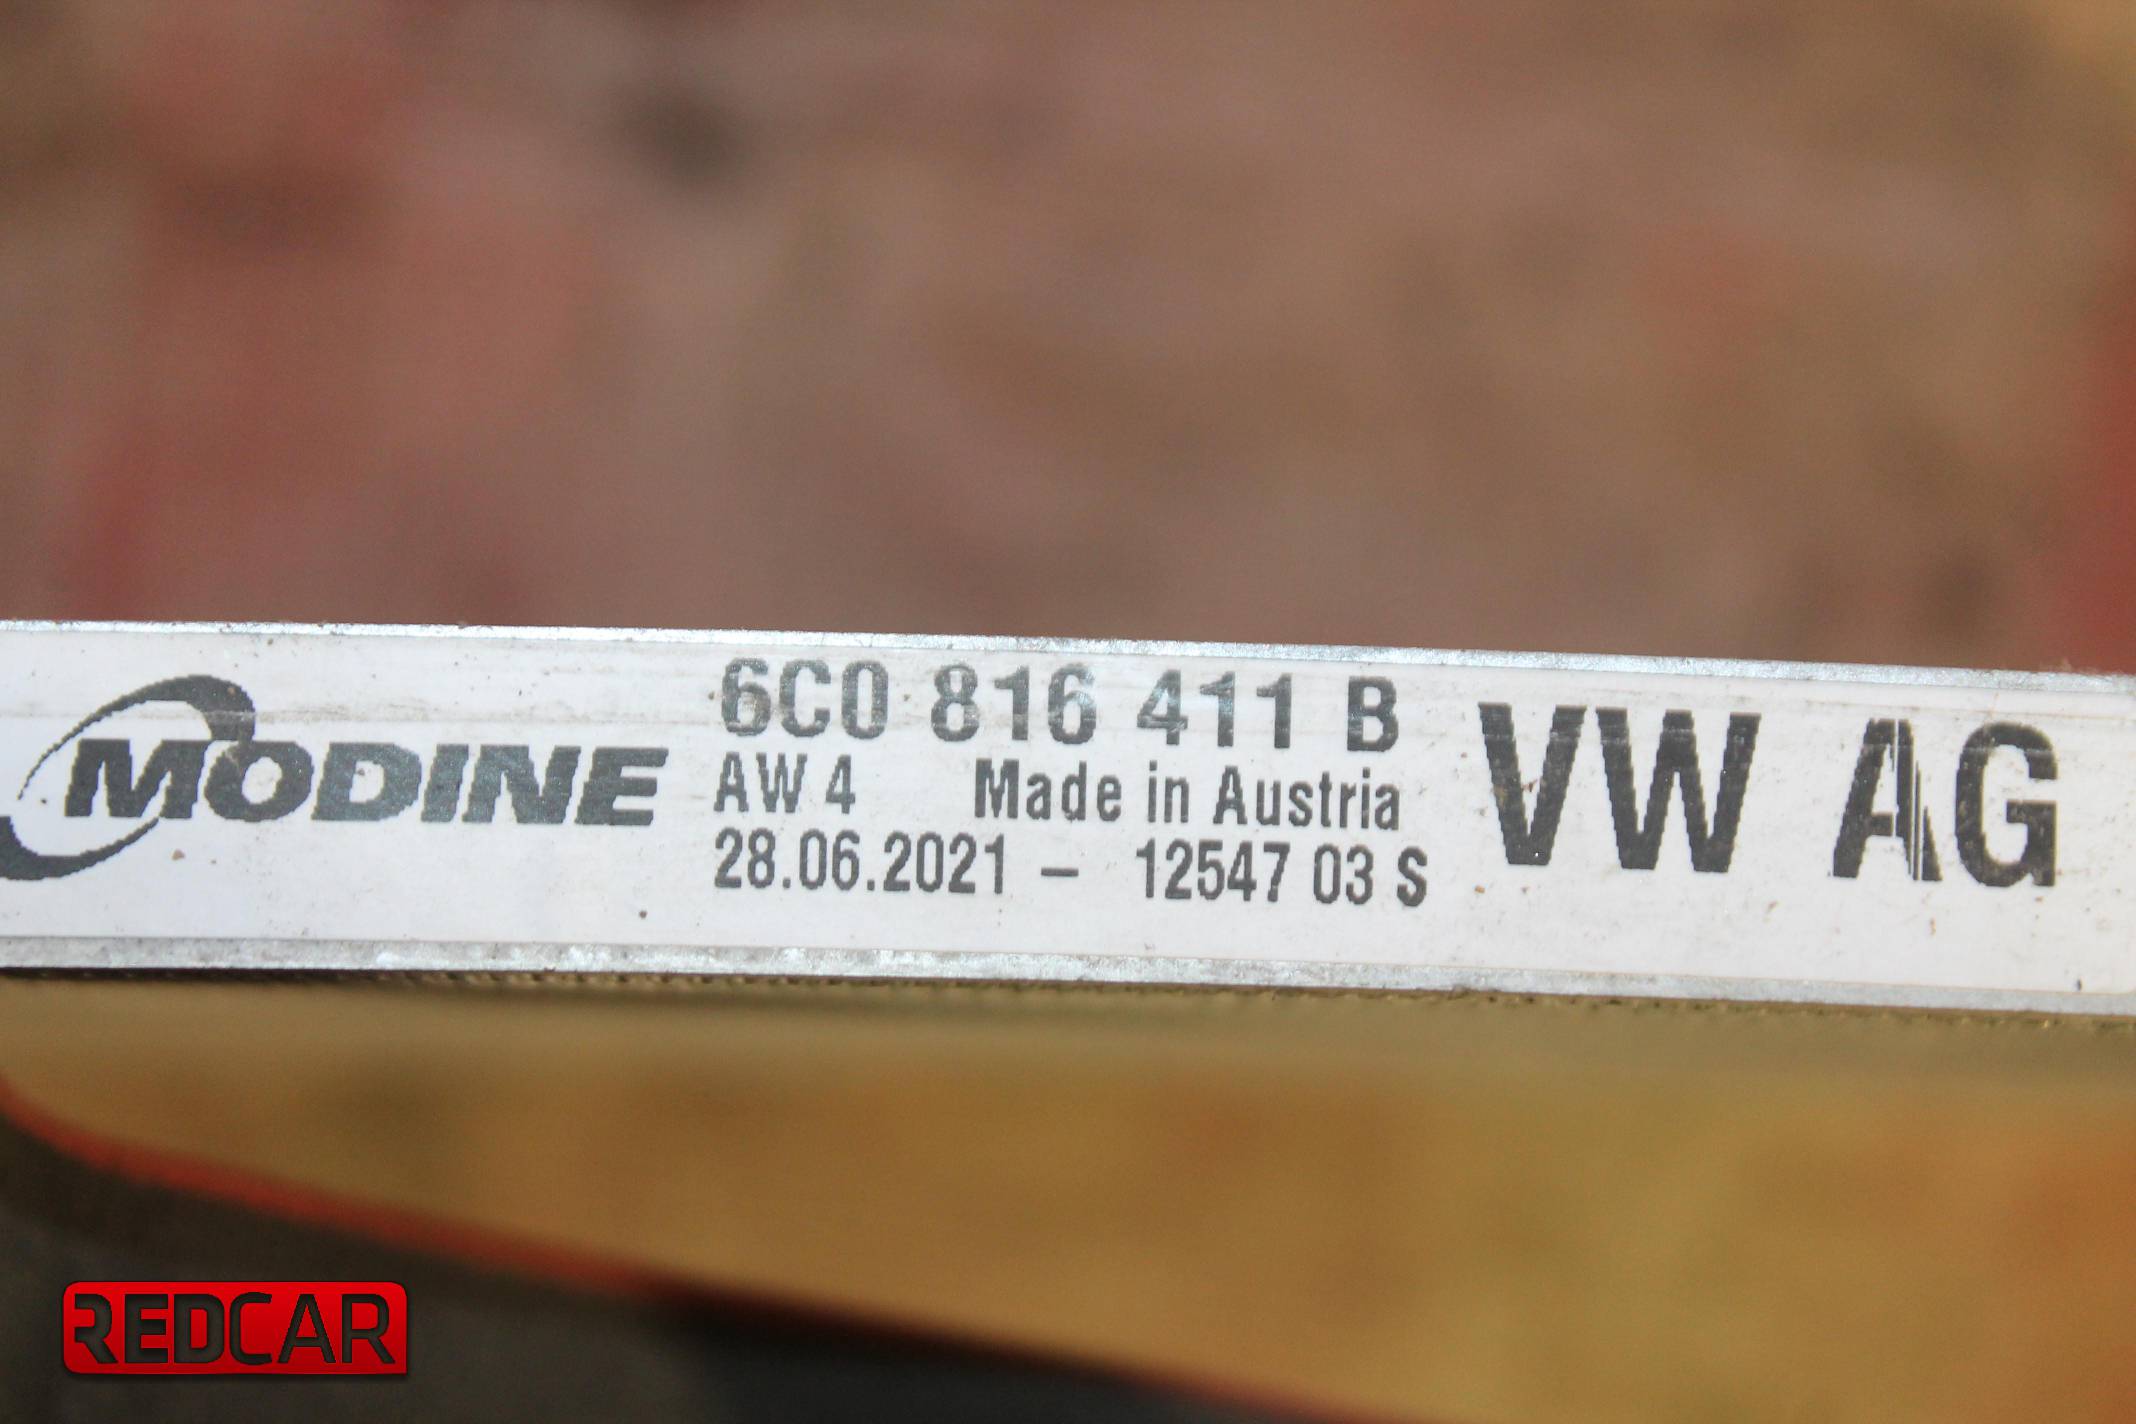 MODINE
6C0 816 411 B
AW 4 Made in Austria
28.06.2021 – 12547 03 S
VW AG
REDCAR